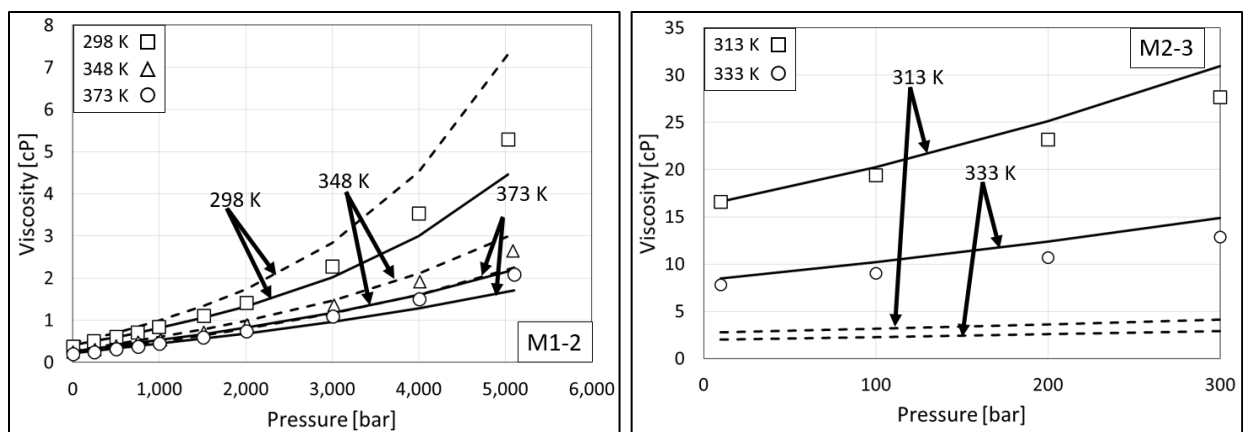 8
7
6
5
4
3
2
1
0
Viscosity [cP]
298 K
348 K
373 K
298 K
348 K
373 K
M1-2
0
1,000
2,000
3,000
4,000
5,000
6,000
Pressure [bar]
35
30
25
20
15
10
5
0
Viscosity [cP]
313 K
333 K
M2-3
313 K
333 K
0
100
200
300
Pressure [bar]